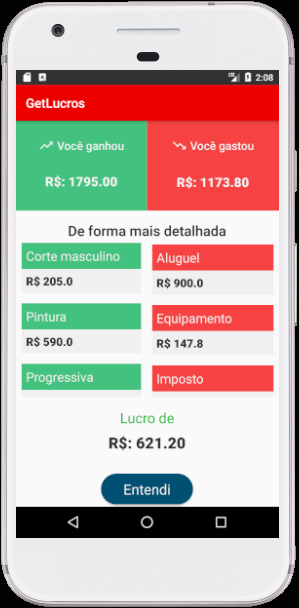 2:08
GetLucros
Você ganhou
R$: 1795.00
Você gastou
R$: 1173.80
De forma mais detalhada
Corte masculino
R$ 205.0
Aluguel
R$ 900.0
Pintura
R$ 590.0
Equipamento
R$ 147.8
Progressiva
Imposto
Lucro de
R$: 621.20
Entendi